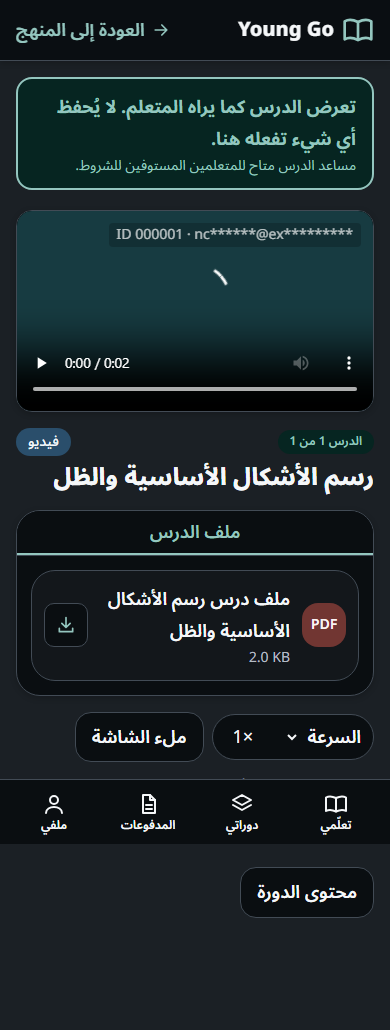 Young Go
العودة إلى المنهج
تعرض الدرس كما يراه المتعلم. لا يُحفظ
أي شيء تفعله هنا.
مساعد الدرس متاح للمتعلمين المستوفين للشروط.
ID 000001 · nc******@ex*********
0:00 / 0:02
الدرس 1 من 1
فيديو
رسم الأشكال الأساسية والظل
ملف الدرس
PDF
ملف درس رسم الأشكال
الأساسية والظل
2.0 KB
السرعة
1×
ملء الشاشة
تعلّمي
دوراتي
المدفوعات
ملفي
محتوى الدورة